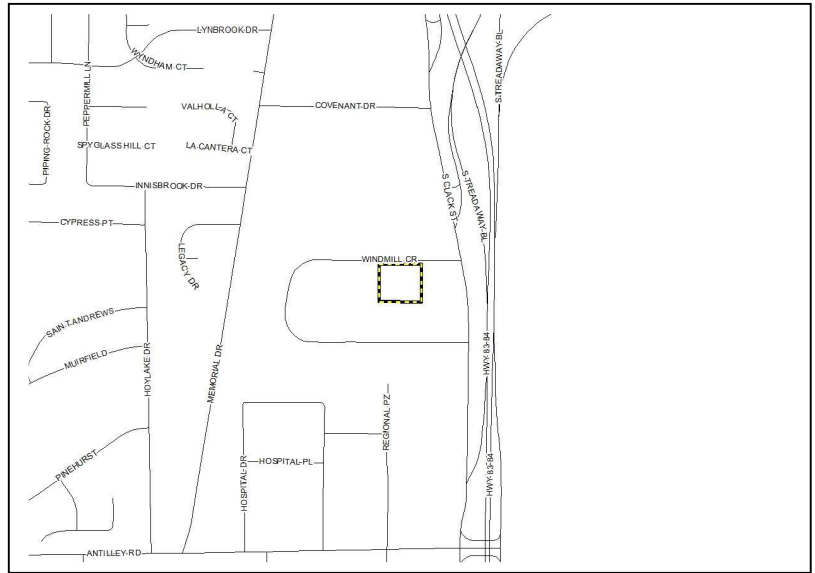 LYNBROOK DR
WYNDHAM CT
S TREADAWAY BL
PEPPERMILL LN
PIPING ROCK DR
VALHOLLA CT
COVENANT DR
SPYGLASS HILL CT
LA CANTERA CT
INNISBROOK DR
S CLACK ST
S TREADAWAY BL
CYPRESS PT
LEGACY DR
WINDMILL CR
SAINT ANDREWS
MUIRFIELD
HOYLAKE DR
MEMORIAL DR
HWY 83-84
REGIONAL PZ
PINEHURST
HOSPITAL DR
HOSPITAL PL
HWY 83-84
ANTILLEY RD